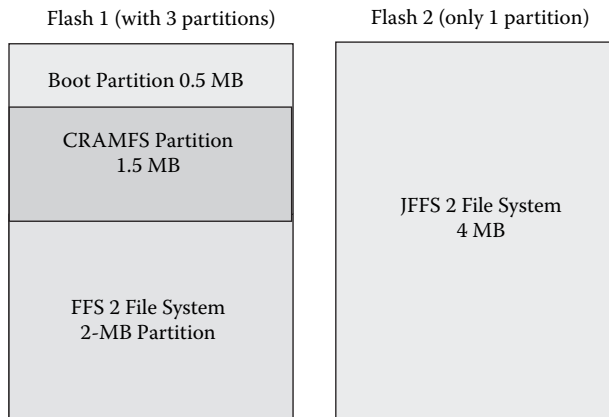 Flash 1 (with 3 partitions)
Boot Partition 0.5 MB
CRAMFS Partition
1.5 MB
FFS 2 File System
2-MB Partition
Flash 2 (only 1 partition)
JFFS 2 File System
4 MB